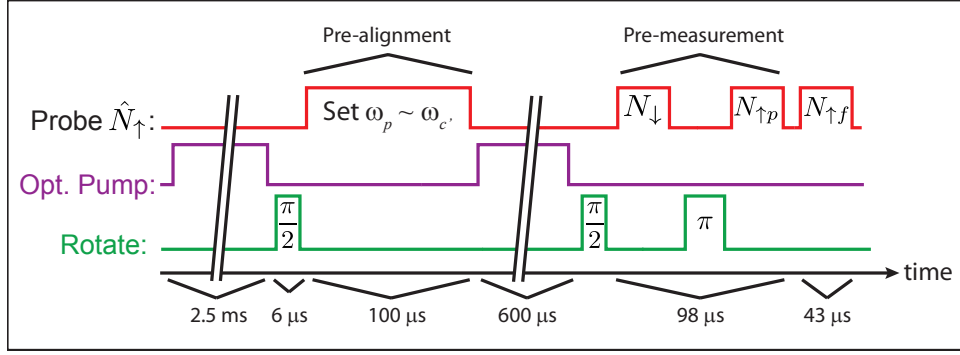 Pre-alignment Pre-measurement
Probe N̂↑: Set ωp ~ ωc' N↓ N↑p N↑f
Opt. Pump:
Rotate: π/2 π/2 π
time
2.5 ms 6 μs 100 μs 600 μs 98 μs 43 μs